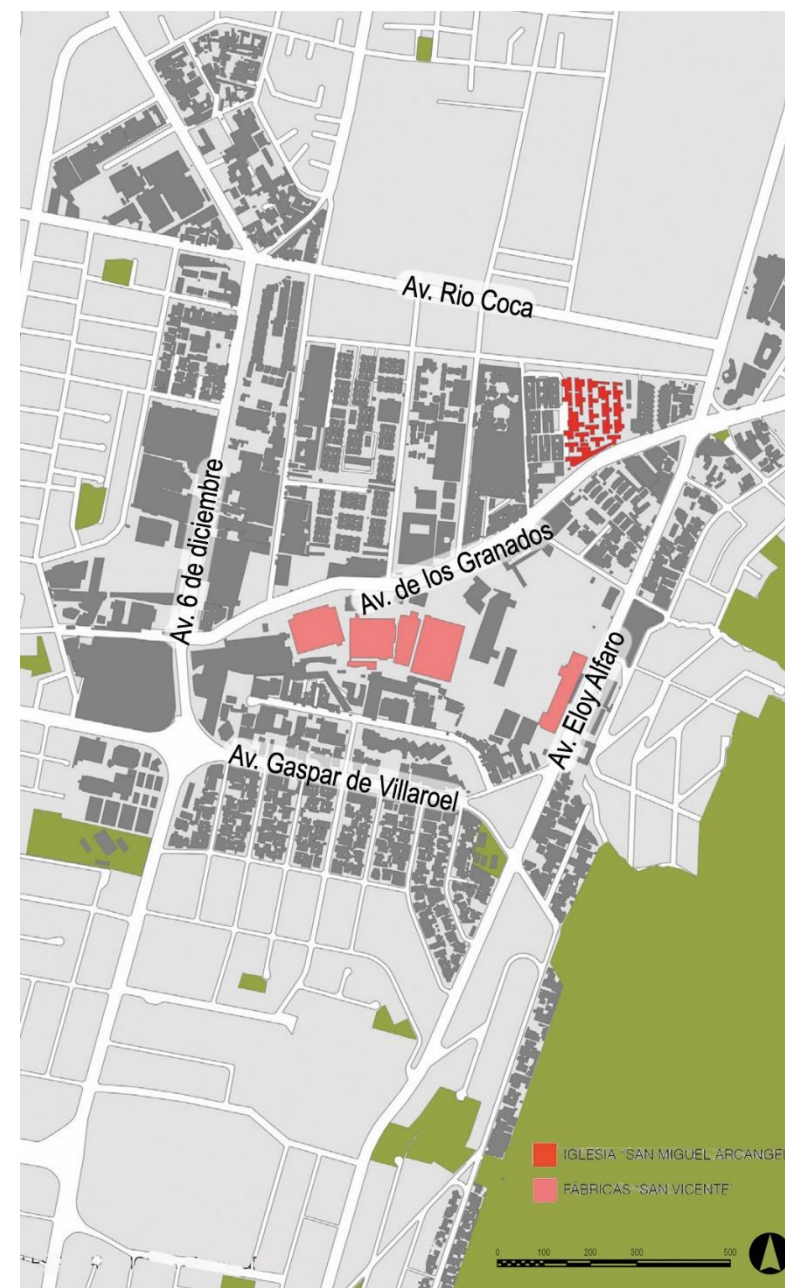 Av. Rio Coca
Av. 6 de diciembre
Av. de los Granados
Av. Eloy Alfaro
Av. Gaspar de Villaroel
IGLESIA "SAN MIGUEL ARCANGEL
FÁBRICAS "SAN VICENTE"
0 100 200 300 500